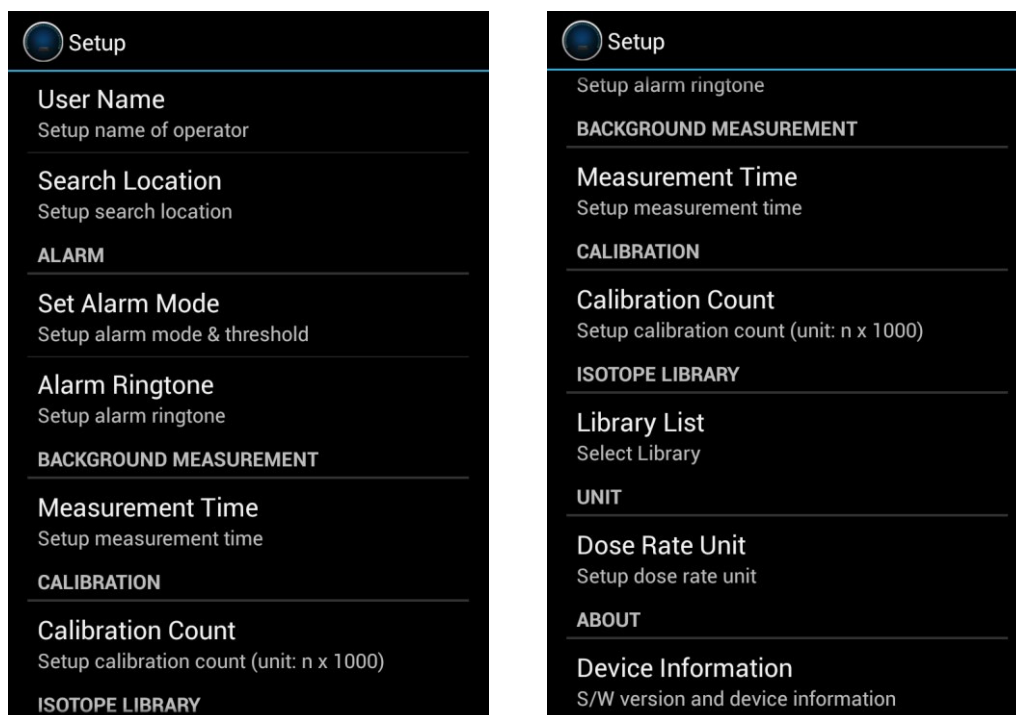 Setup
User Name
Setup name of operator
Search Location
Setup search location
ALARM
Set Alarm Mode
Setup alarm mode & threshold
Alarm Ringtone
Setup alarm ringtone
BACKGROUND MEASUREMENT
Measurement Time
Setup measurement time
CALIBRATION
Calibration Count
Setup calibration count (unit: n x 1000)
ISOTOPE LIBRARY
Setup
Setup alarm ringtone
BACKGROUND MEASUREMENT
Measurement Time
Setup measurement time
CALIBRATION
Calibration Count
Setup calibration count (unit: n x 1000)
ISOTOPE LIBRARY
Library List
Select Library
UNIT
Dose Rate Unit
Setup dose rate unit
ABOUT
Device Information
S/W version and device information